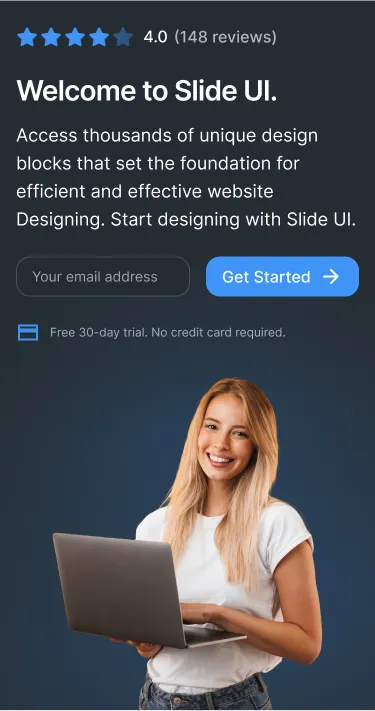 4.0 (148 reviews)
Welcome to Slide UI.
Access thousands of unique design
blocks that set the foundation for
efficient and effective website
Designing. Start designing with Slide UI.
Your email address
Get Started
Free 30-day trial. No credit card required.